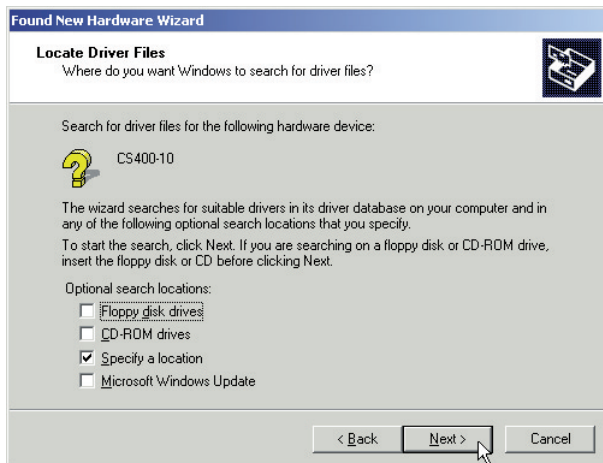 Found New Hardware Wizard
Locate Driver Files
Where do you want Windows to search for driver files?
Search for driver files for the following hardware device:
CS400-10
The wizard searches for suitable drivers in its driver database on your computer and in
any of the following optional search locations that you specify.
To start the search, click Next. If you are searching on a floppy disk or CD-ROM drive,
insert the floppy disk or CD before clicking Next.
Optional search locations:
Floppy disk drives
CD-ROM drives
Specify a location
Microsoft Windows Update
< Back Next > Cancel